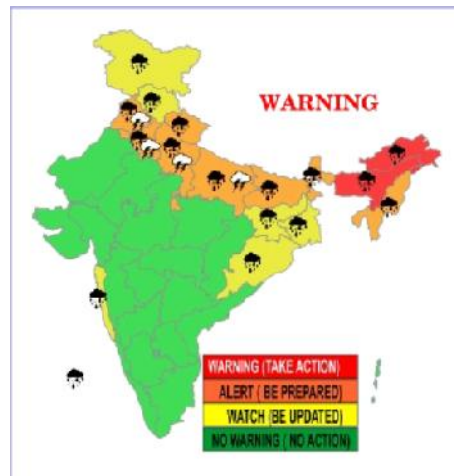 WARNING
WARNING (TAKE ACTION)
ALERT ( BE PREPARED)
WATCH (BE UPDATED)
NO WARNING ( NO ACTION)